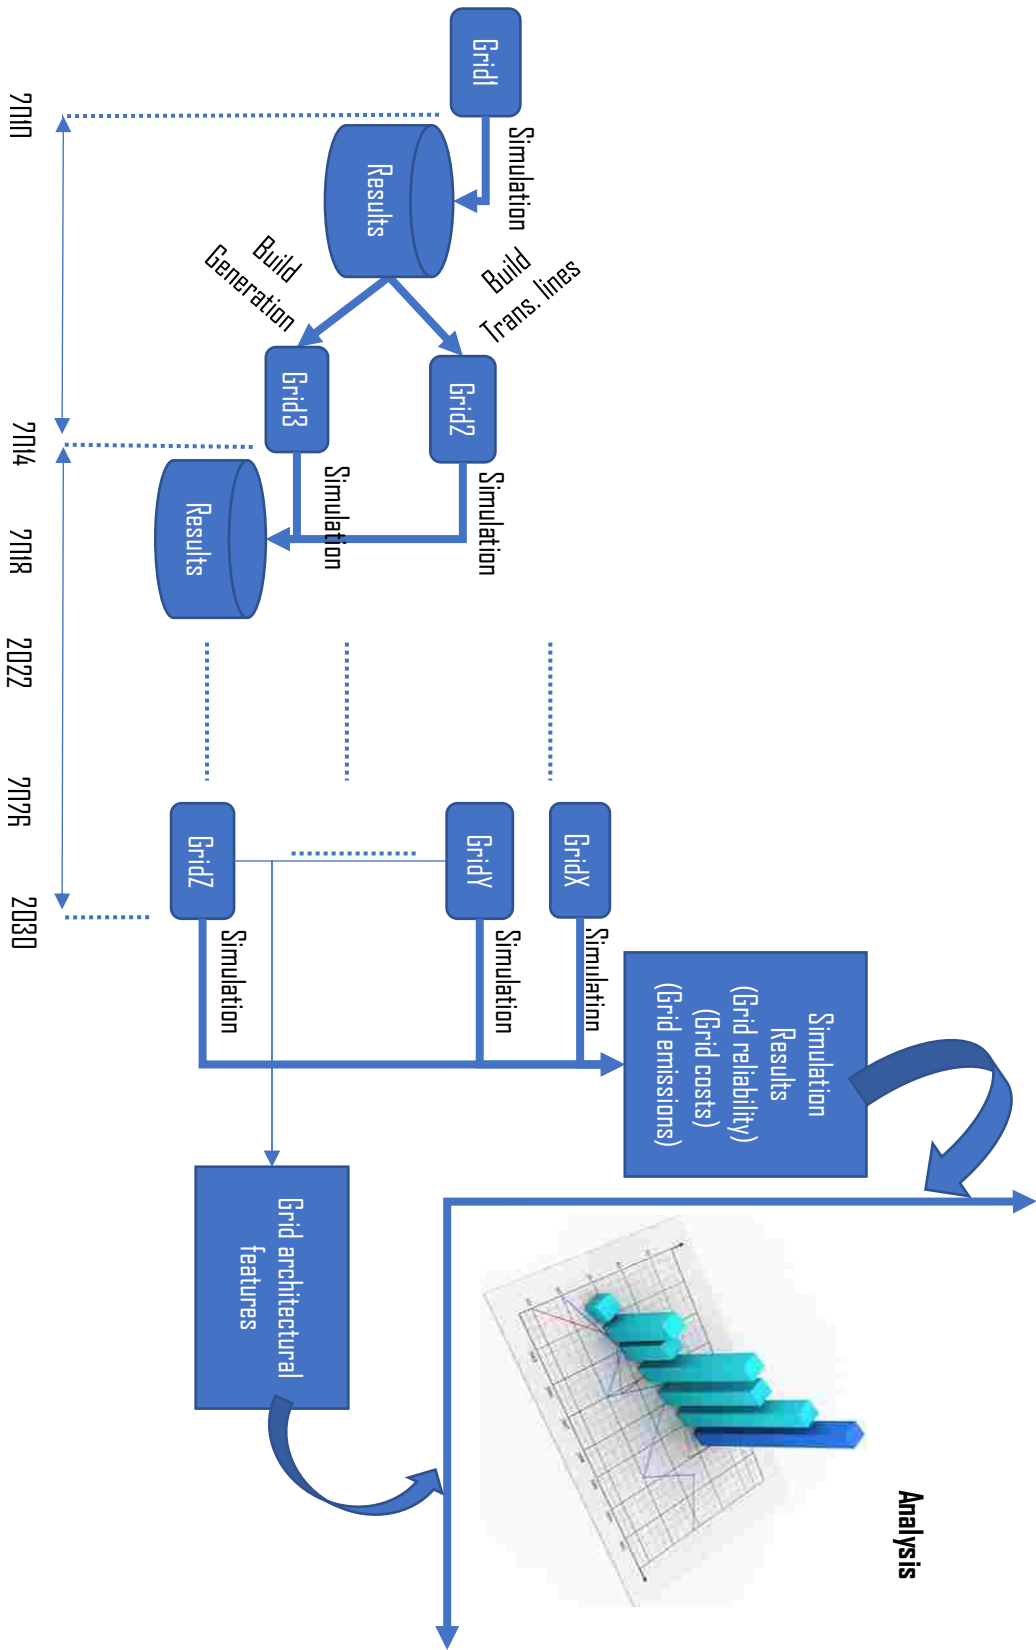 Grid1
Simulation
Results
Build
Trans. lines
Build
Generation
Grid2
Simulation
Grid3
Simulation
Results
GridX
Simulation
GridY
Simulation
GridZ
Simulation
Simulation
Results
(Grid reliability)
(Grid costs)
(Grid emissions)
Grid architectural
features
Analysis
2010
2014
2018
2022
2026
2030